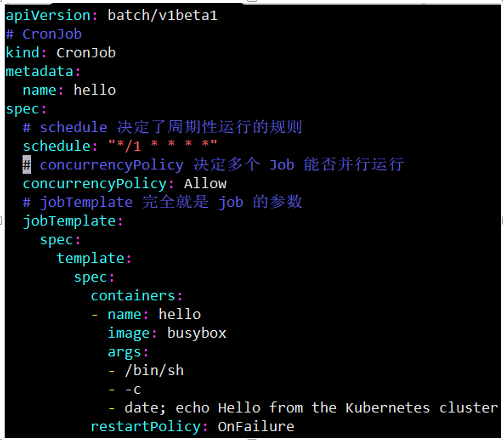 apiVersion: batch/v1beta1
# CronJob
kind: CronJob
metadata:
  name: hello
spec:
  # schedule 决定了周期性运行的规则
  schedule: "*/1 * * * *"
  # concurrencyPolicy 决定多个 Job 能否并行运行
  concurrencyPolicy: Allow
  # jobTemplate 完全就是 job 的参数
  jobTemplate:
    spec:
      template:
        spec:
          containers:
          - name: hello
            image: busybox
            args:
            - /bin/sh
            - -c
            - date; echo Hello from the Kubernetes cluster
          restartPolicy: OnFailure